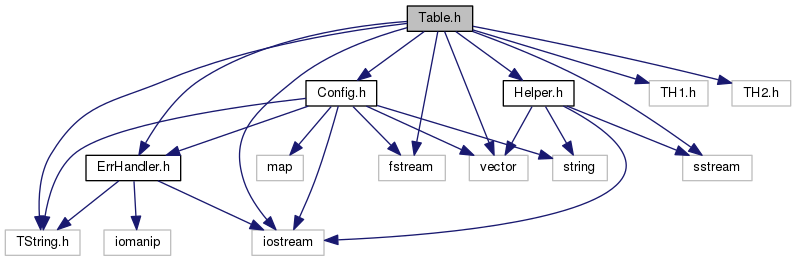 Table.h
Config.h
Helper.h
TH1.h
TH2.h
ErrHandler.h
map
fstream
vector
string
sstream
TString.h
iomanip
iostream